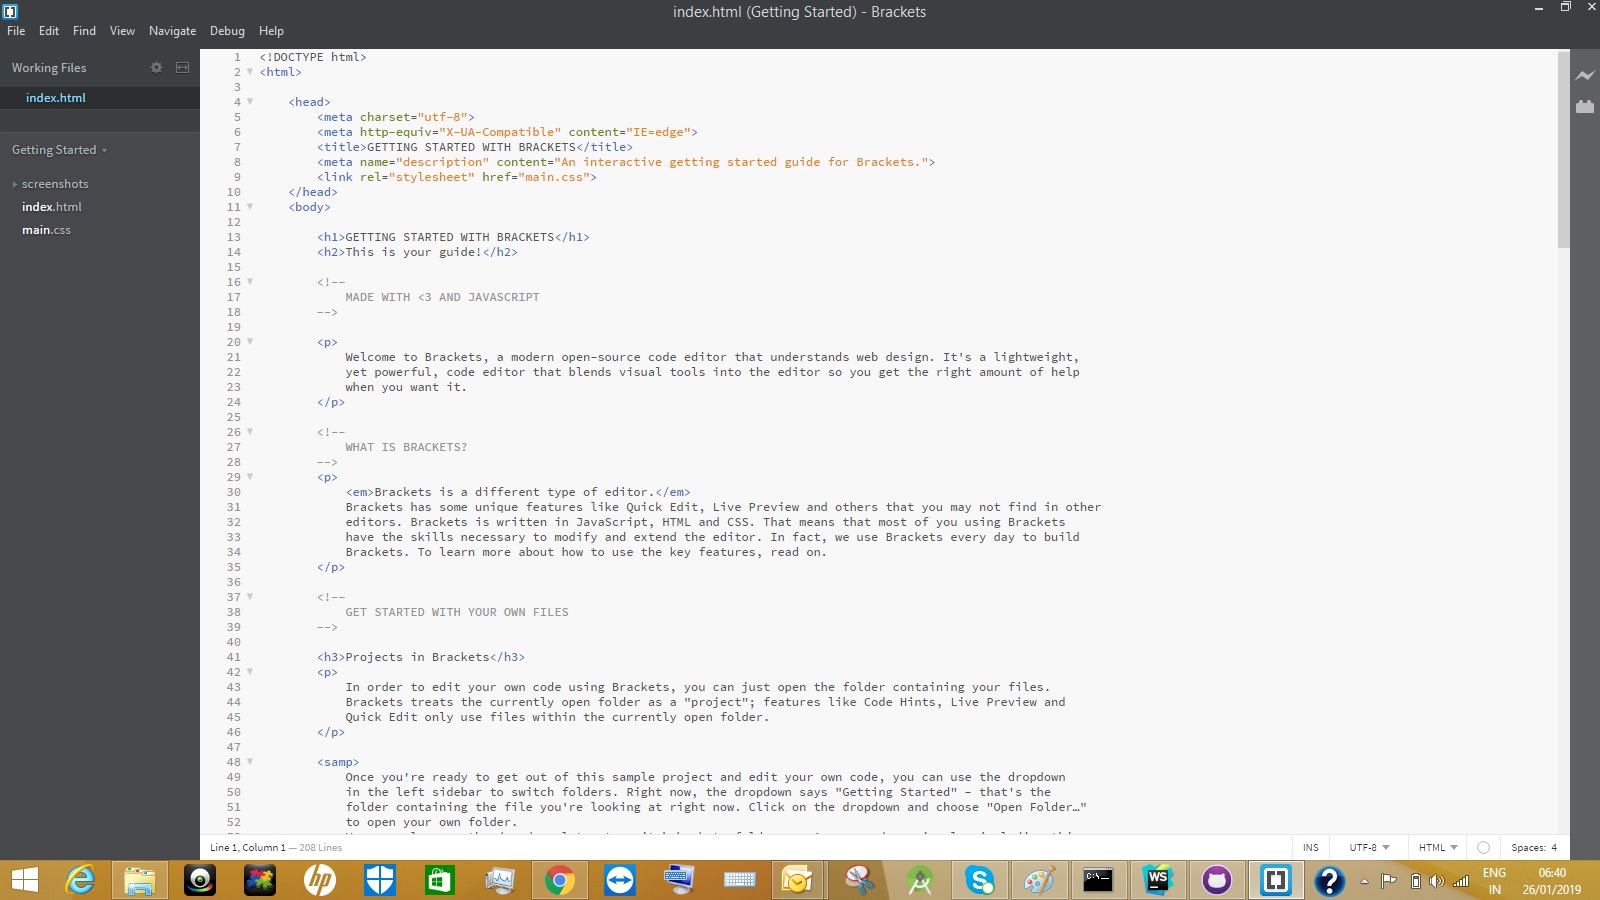 index.html (Getting Started) - Brackets
File Edit Find View Navigate Debug Help
Working Files
index.html
Getting Started
screenshots
index.html
main.css
1 <!DOCTYPE html>
2 <html>
3
4 <head>
5 <meta charset="utf-8">
6 <meta http-equiv="X-UA-Compatible" content="IE=edge">
7 <title>GETTING STARTED WITH BRACKETS</title>
8 <meta name="description" content="An interactive getting started guide for Brackets.">
9 <link rel="stylesheet" href="main.css">
10 </head>
11 <body>
12
13 <h1>GETTING STARTED WITH BRACKETS</h1>
14 <h2>This is your guide!</h2>
15
16 <!--
17 MADE WITH <3 AND JAVASCRIPT
18 -->
19
20 <p>
21 Welcome to Brackets, a modern open-source code editor that understands web design. It's a lightweight,
22 yet powerful, code editor that blends visual tools into the editor so you get the right amount of help
23 when you want it.
24 </p>
25
26 <!--
27 WHAT IS BRACKETS?
28 -->
29 <p>
30 <em>Brackets is a different type of editor.</em>
31 Brackets has some unique features like Quick Edit, Live Preview and others that you may not find in other
32 editors. Brackets is written in JavaScript, HTML and CSS. That means that most of you using Brackets
33 have the skills necessary to modify and extend the editor. In fact, we use Brackets every day to build
34 Brackets. To learn more about how to use the key features, read on.
35 </p>
36
37 <!--
38 GET STARTED WITH YOUR OWN FILES
39 -->
40
41 <h3>Projects in Brackets</h3>
42 <p>
43 In order to edit your own code using Brackets, you can just open the folder containing your files.
44 Brackets treats the currently open folder as a "project"; features like Code Hints, Live Preview and
45 Quick Edit only use files within the currently open folder.
46 </p>
47
48 <samp>
49 Once you're ready to get out of this sample project and edit your own code, you can use the dropdown
50 in the left sidebar to switch folders. Right now, the dropdown says "Getting Started" - that's the
51 folder containing the file you're looking at right now. Click on the dropdown and choose "Open Folder…"
52 to open your own folder.
Line 1, Column 1 — 208 Lines
INS UTF-8 HTML Spaces: 4
hp
C:\_
WS
ENG
IN
06:40
26/01/2019